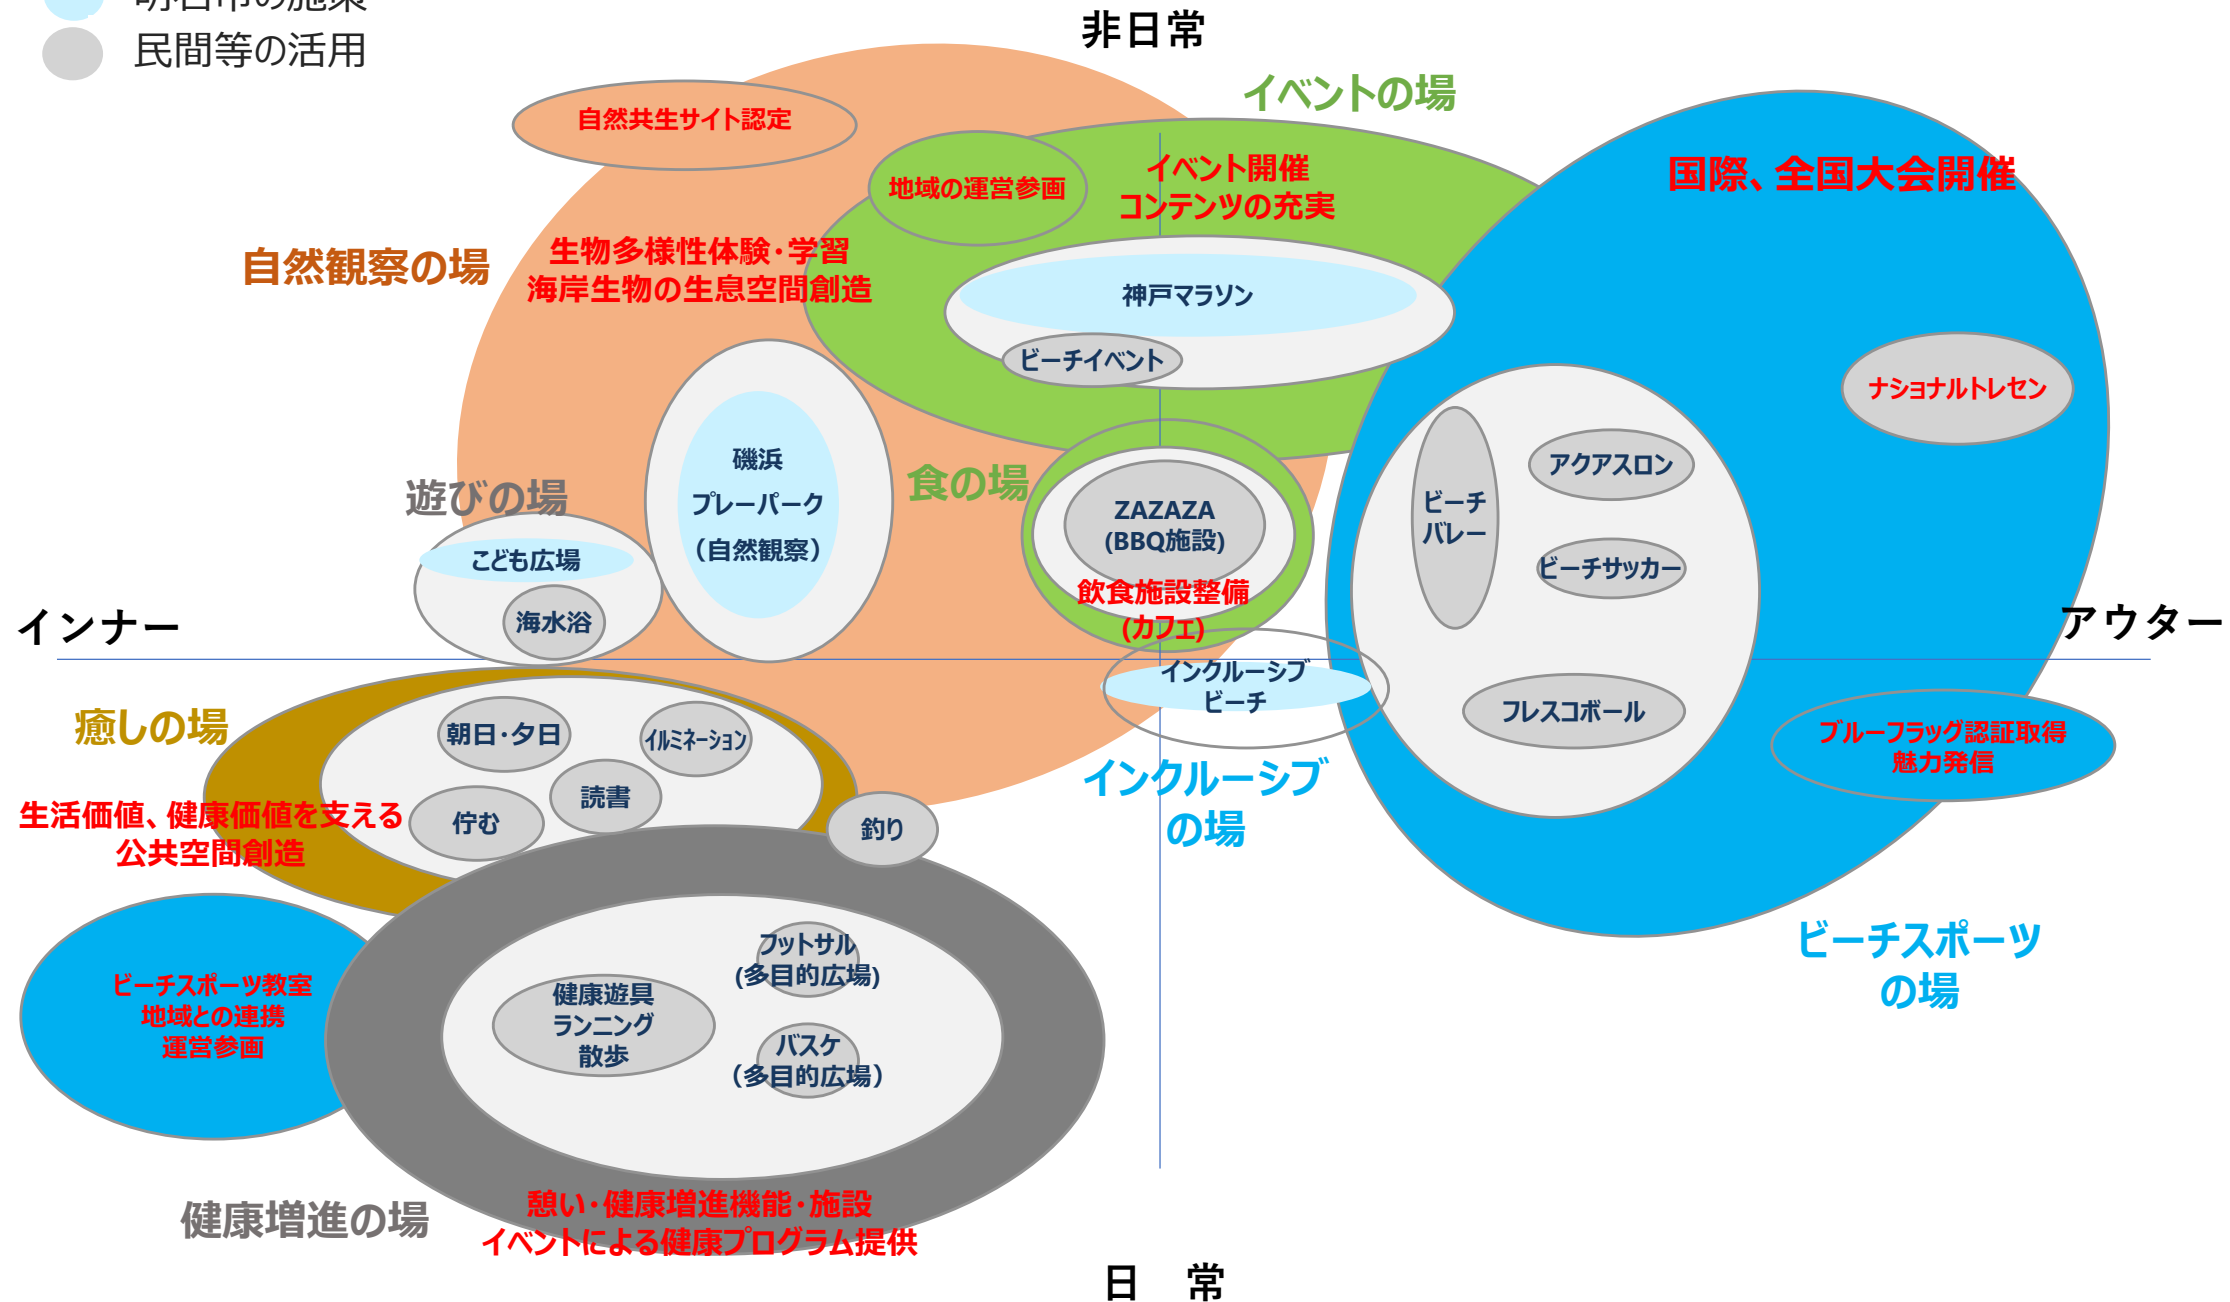 明石市の施策
民間等の活用
非日常
イベントの場
自然共生サイト認定
地域の運営参画
イベント開催
コンテンツの充実
国際、全国大会開催
自然観察の場
生物多様性体験・学習
海岸生物の生息空間創造
神戸マラソン
ビーチイベント
ナショナルトレセン
磯浜
プレーパーク
（自然観察）
遊びの場
食の場
ZAZAZA
(BBQ施設)
飲食施設整備
(カフェ)
ビーチ
バレー
アクアスロン
ビーチサッカー
こども広場
海水浴
インナー
アウター
インクルーシブ
ビーチ
フレスコボール
ブルーフラッグ認証取得
魅力発信
癒しの場
朝日・夕日
イルミネーション
読書
佇む
釣り
生活価値、健康価値を支える
公共空間創造
インクルーシブ
の場
ビーチスポーツ
の場
ビーチスポーツ教室
地域との連携
運営参画
フットサル
(多目的広場)
健康遊具
ランニング
散歩
バスケ
（多目的広場）
健康増進の場
憩い・健康増進機能・施設
イベントによる健康プログラム提供
日　常